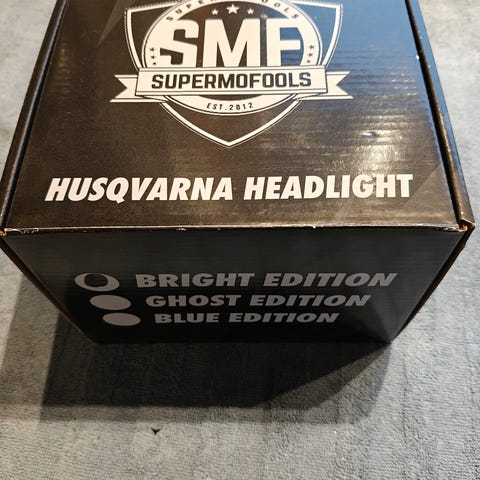 SUPERMOFOOLS
SMF
SUPERMOFOOLS
EST. 2012
HUSQVARNA HEADLIGHT
BRIGHT EDITION
GHOST EDITION
BLUE EDITION